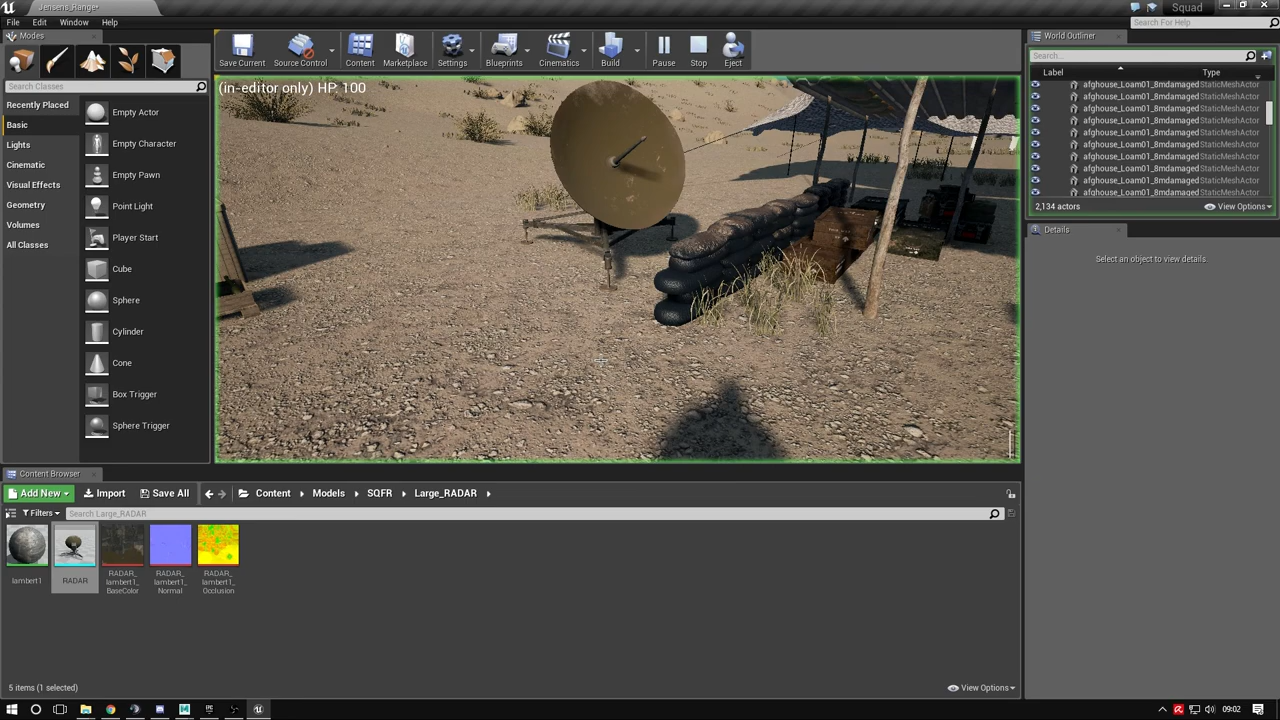 Jensens_Range*
Squad
File Edit Window Help
Search For Help
Modes
Search Classes
Recently Placed
Basic
Lights
Cinematic
Visual Effects
Geometry
Volumes
All Classes
Empty Actor
Empty Character
Empty Pawn
Point Light
Player Start
Cube
Sphere
Cylinder
Cone
Box Trigger
Sphere Trigger
Save Current Source Control Content Marketplace Settings Blueprints Cinematics Build Pause Stop Eject
(in-editor only) HP: 100
World Outliner
Search...
Label Type
afghouse_Loam01_8mdamaged StaticMeshActor
afghouse_Loam01_8mdamaged StaticMeshActor
afghouse_Loam01_8mdamaged StaticMeshActor
afghouse_Loam01_8mdamaged StaticMeshActor
afghouse_Loam01_8mdamaged StaticMeshActor
afghouse_Loam01_8mdamaged StaticMeshActor
afghouse_Loam01_8mdamaged StaticMeshActor
afghouse_Loam01_8mdamaged StaticMeshActor
afghouse_Loam01_8mdamaged StaticMeshActor
afghouse_Loam01_8mdamaged StaticMeshActor
2,134 actors View Options
Details
Select an object to view details.
Content Browser
Add New Import Save All Content Models SQFR Large_RADAR
Filters Search Large_RADAR
lambert1
RADAR
RADAR_
lambert1_
BaseColor
RADAR_
lambert1_
Normal
RADAR_
lambert1_
Occlusion
5 items (1 selected) View Options
09:02